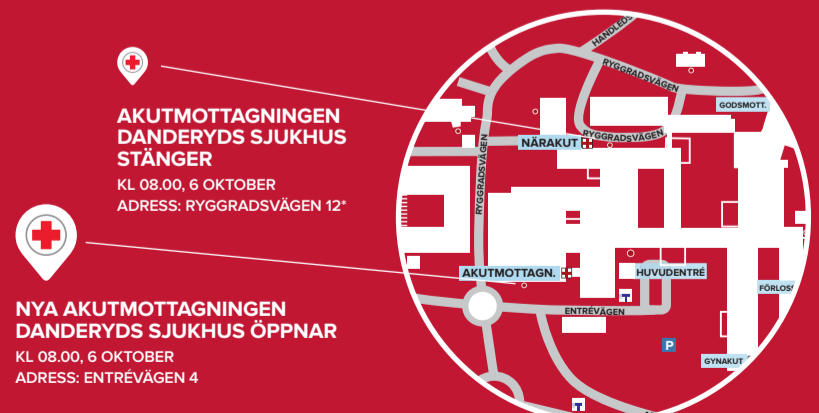 AKUTMOTTAGNINGEN
DANDERYDS SJUKHUS
STÄNGER
KL 08.00, 6 OKTOBER
ADRESS: RYGGRADSVÄGEN 12*
NYA AKUTMOTTAGNINGEN
DANDERYDS SJUKHUS ÖPPNAR
KL 08.00, 6 OKTOBER
ADRESS: ENTRÉVÄGEN 4
HANDLEDS
RYGGRADSVÄGEN
GODSMOTT.
RYGGRADSVÄGEN
NÄRAKUT
RYGGRADSVÄGEN
AKUTMOTTAGN.
HUVUDENTRÉ
FÖRLOS
T
ENTRÉVÄGEN
P
GYNAKUT
T